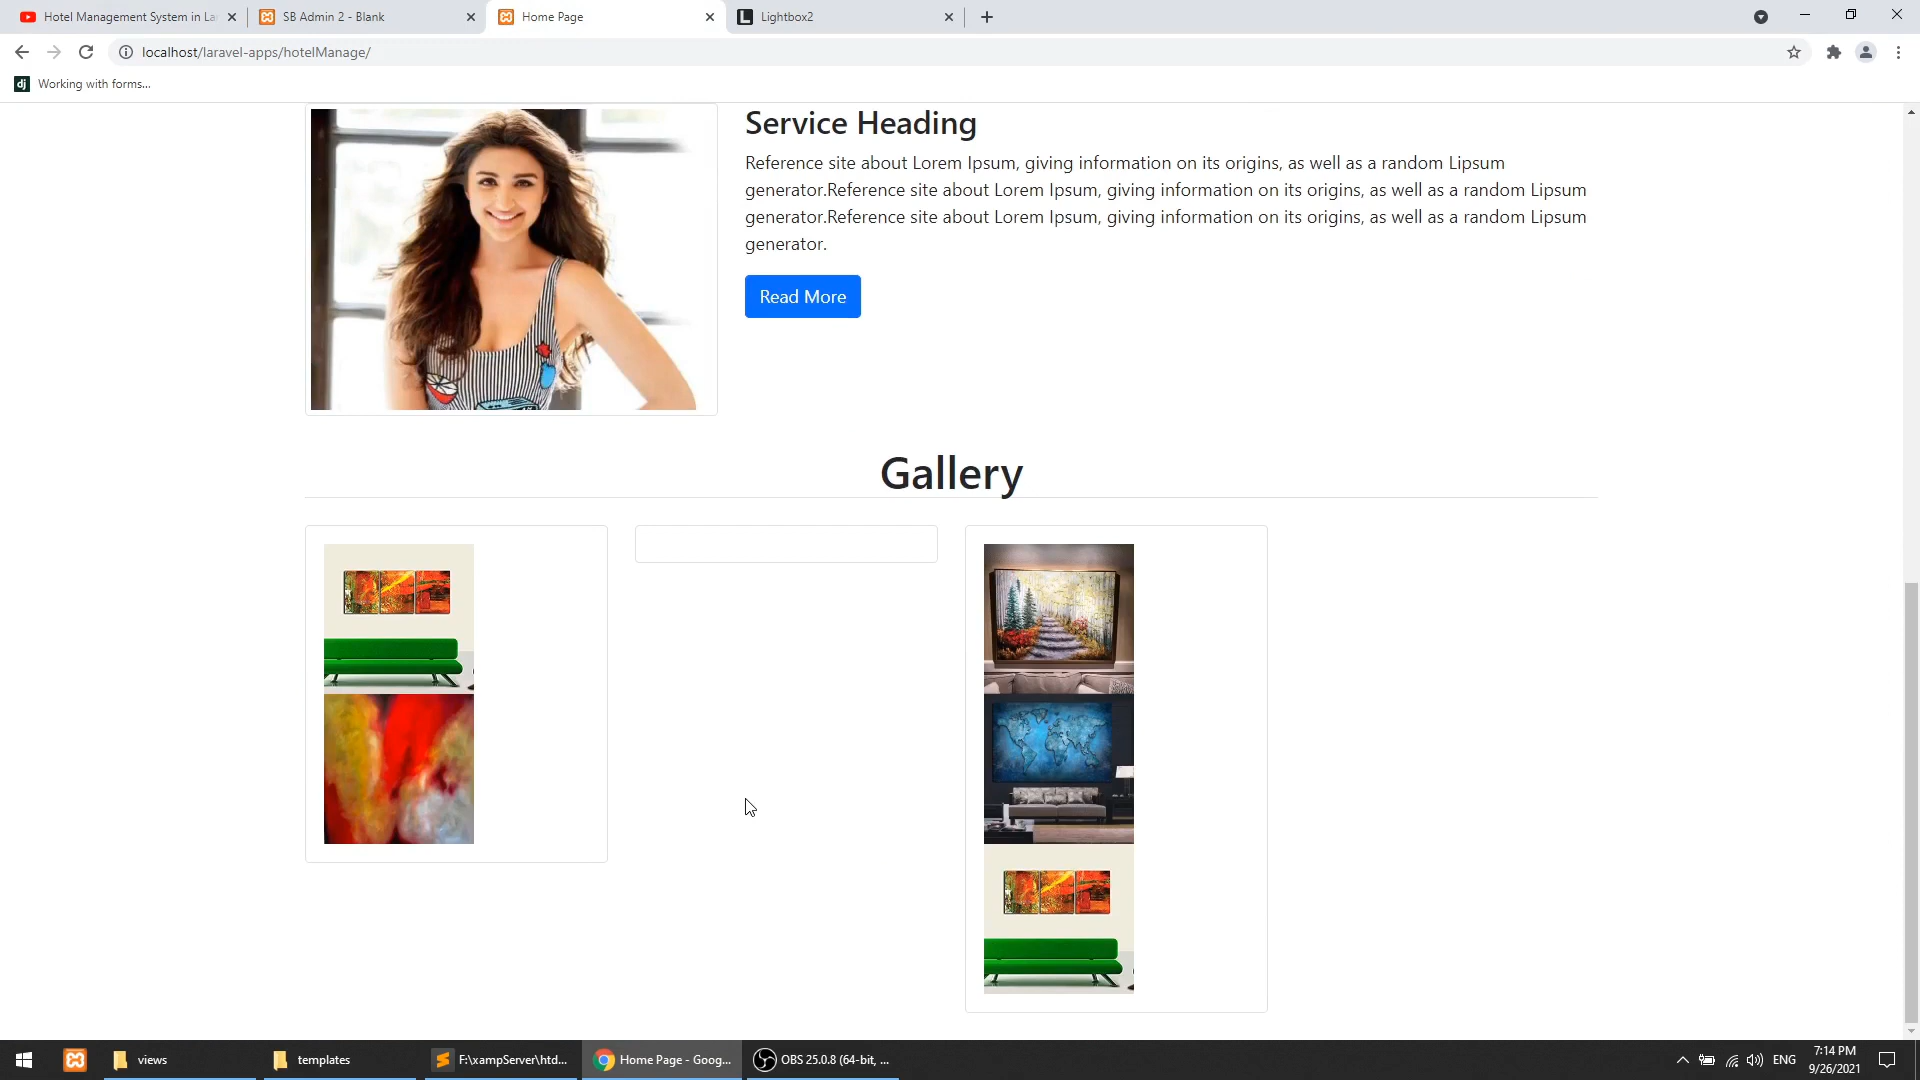 Hotel Management System in La
SB Admin 2 - Blank
Home Page
Lightbox2
localhost/laravel-apps/hotelManage/
dj
Working with forms...
Service Heading
Reference site about Lorem Ipsum, giving information on its origins, as well as a random Lipsum
generator.Reference site about Lorem Ipsum, giving information on its origins, as well as a random Lipsum
generator.Reference site about Lorem Ipsum, giving information on its origins, as well as a random Lipsum
generator.
Read More
Gallery
views
templates
F:\xampServer\htd...
Home Page - Goog...
OBS 25.0.8 (64-bit, ...
ENG
7:14 PM
9/26/2021